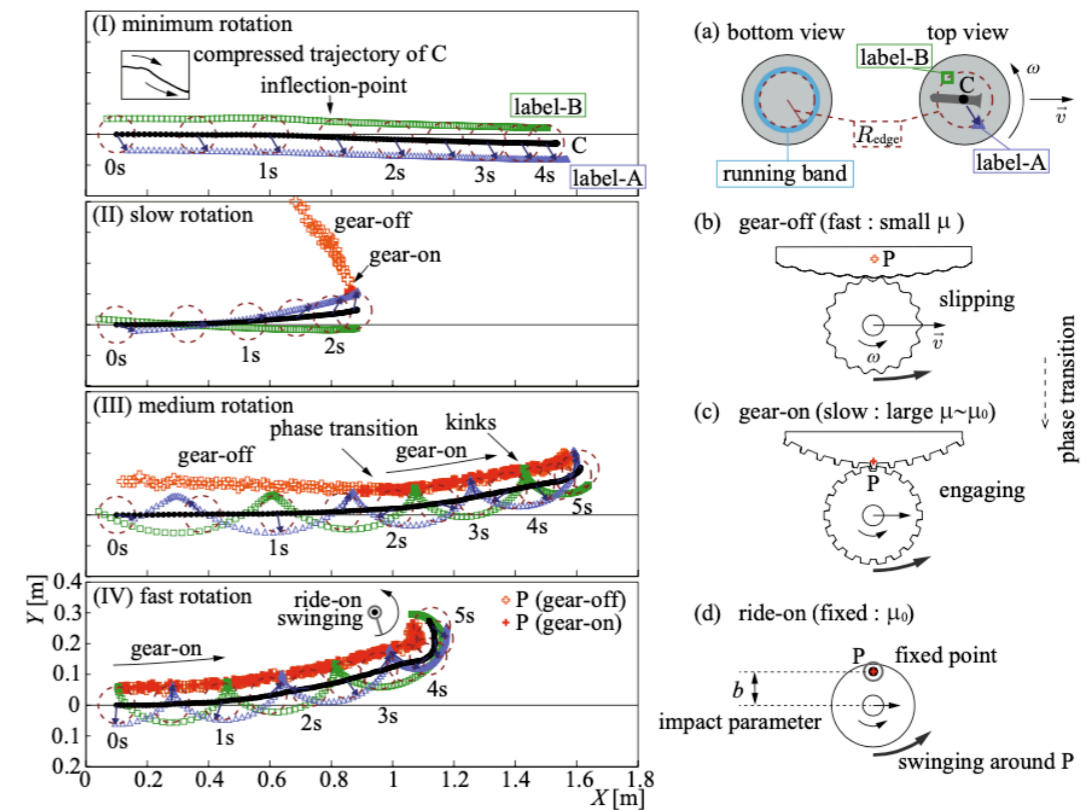 (I) minimum rotation
compressed trajectory of C
inflection-point
label-B
C
0s 1s 2s 3s 4s
label-A
(II) slow rotation
gear-off
gear-on
0s 1s 2s
(III) medium rotation
kinks
phase transition
gear-off gear-on
0s 1s 2s 3s 4s 5s
(IV) fast rotation
ride-on
swinging
P (gear-off)
P (gear-on)
gear-on
5s
0s 1s 2s 3s 4s
Y [m]
0.4
0.3
0.2
0.1
0
0.1
0.2
0 0.2 0.4 0.6 0.8 1 1.2 1.4 1.6 1.8
X [m]
(a) bottom view top view
label-B
C
ω
v
R edge
label-A
running band
(b) gear-off (fast : small μ )
P
slipping
ω
v
phase transition
(c) gear-on (slow : large μ~μ₀)
P
engaging
(d) ride-on (fixed : μ₀)
P fixed point
b
impact parameter
swinging around P